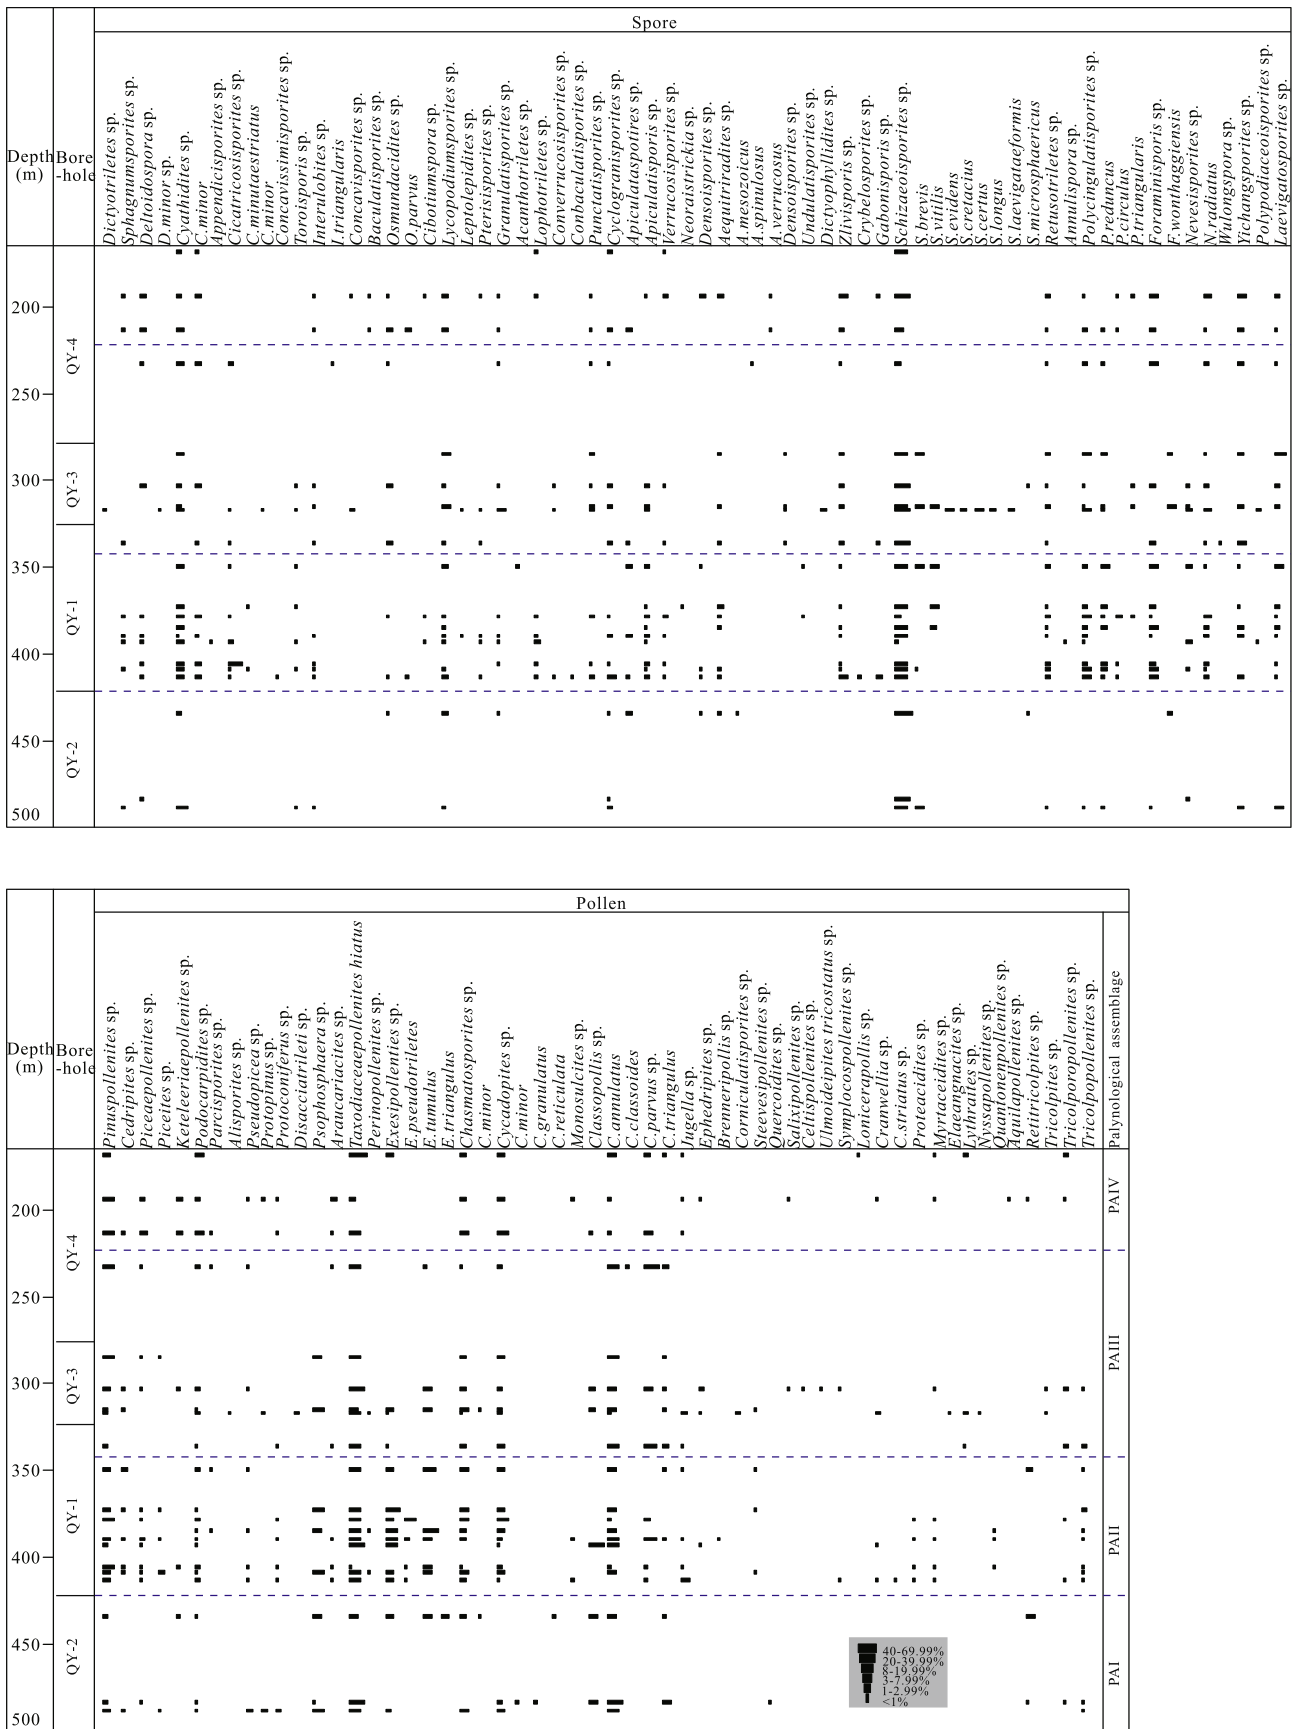 Spore
Depth
(m)
Bore
-hole
Dictyotriletes sp.
Sphagnumsporites sp.
Deltoidospora sp.
D.minor sp.
Cyathidites sp.
C.minor
Appendicisporites sp.
Cicatricosisporites sp.
C.minutaestriatus
C.minor
Concavissimisporites sp.
Toroisporis sp.
Interulobites sp.
I.triangularis
Concavisporites sp.
Baculatisporites sp.
Osmundacidites sp.
O.parvus
Cibotiumspora sp.
Lycopodiumsporites sp.
Leptolepidites sp.
Pterisisporites sp.
Granulatisporites sp.
Acanthotriletes sp.
Lophotriletes sp.
Converrucosisporites sp.
Conbaculatisporites sp.
Punctatisporites sp.
Cyclogranisporites sp.
Apiculataspotires sp.
Apiculatisporis sp.
Verrucosisporites sp.
Neoraistrickia sp.
Densoisporites sp.
Aequitriradites sp.
A.mesozoicus
A.spinulosus
A.verrucosus
Densoisporites sp.
Undulatisporites sp.
Dictyophyllidites sp.
Zlivisporis sp.
Crybelosporites sp.
Gabonisporis sp.
Schizaeoisporites sp.
S.brevis
S.vitilis
S.evidens
S.cretacius
S.certus
S.longus
S.laevigataeformis
S.microsphaericus
Retusotriletes sp.
Annulispora sp.
Polycingulatisporites sp.
P.reduncus
P.circulus
P.triangularis
Foraminisporis sp.
F.wonthaggiensis
Nevesisporites sp.
N.radiatus
Wulongspora sp.
Yichangsporites sp.
Polypodiaceoisporites sp.
Laevigatosporites sp.
200
250
300
350
400
450
500
QY-4
QY-3
QY-1
QY-2
Pollen
Depth
(m)
Bore
-hole
Pinuspollenites sp.
Cedripites sp.
Piceaepollenites sp.
Piceites sp.
Keteleeriaepollenites sp.
Podocarpidites sp.
Parcisporites sp.
Alisporites sp.
Pseudopicea sp.
Protopinus sp.
Protoconiferus sp.
Disacciatrileti sp.
Psophosphaera sp.
Araucariacites sp.
Taxodiaceaepollenites hiatus
Perinopollenites sp.
Exesipollenties sp.
E.pseudotriletes
E.tumulus
E.triangulus
Chasmatosporites sp.
C.minor
Cycadopites sp.
C.minor
C.granulatus
C.reticulata
Monosulcites sp.
Classopollis sp.
C.annulatus
C.classoides
C.parvus sp.
C.triangulus
Jugella sp.
Ephedripites sp.
Brenneripollis sp.
Corniculatisporites sp.
Steevesipollenites sp.
Quercoidites sp.
Salixipollenites sp.
Celtispollenites sp.
Ulmoideipites tricostatus sp.
Symplocospollenites sp.
Lonicerapollis sp.
Cranwellia sp.
C.striatus sp.
Proteacidites sp.
Myrtaceidites sp.
Elaeangnacites sp.
Lythraites sp.
Nyssapollenites sp.
Quantonenpollenites sp.
Aquilapollenites sp.
Retitricolpites sp.
Tricolpites sp.
Tricolporopollenites sp.
Tricolpopollenites sp.
Palynological assemblage
200
250
300
350
400
450
500
QY-4
QY-3
QY-1
QY-2
PAIV
PAIII
PAII
PAI
40-69.99%
20-39.99%
8-19.99%
3-7.99%
1-2.99%
<1%